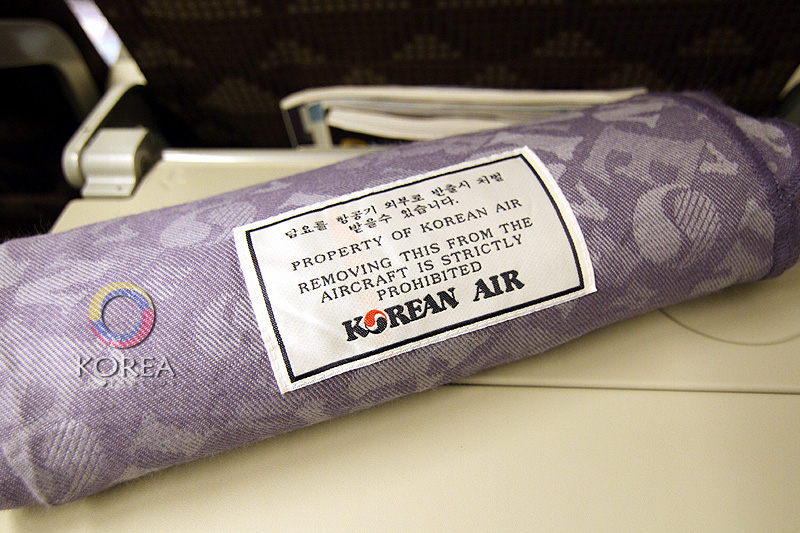 담요를 항공기 외부로 반출시 처벌
받을수 있습니다.
PROPERTY OF KOREAN AIR
REMOVING THIS FROM THE
AIRCRAFT IS STRICTLY
PROHIBITED
KOREAN AIR
KOREA